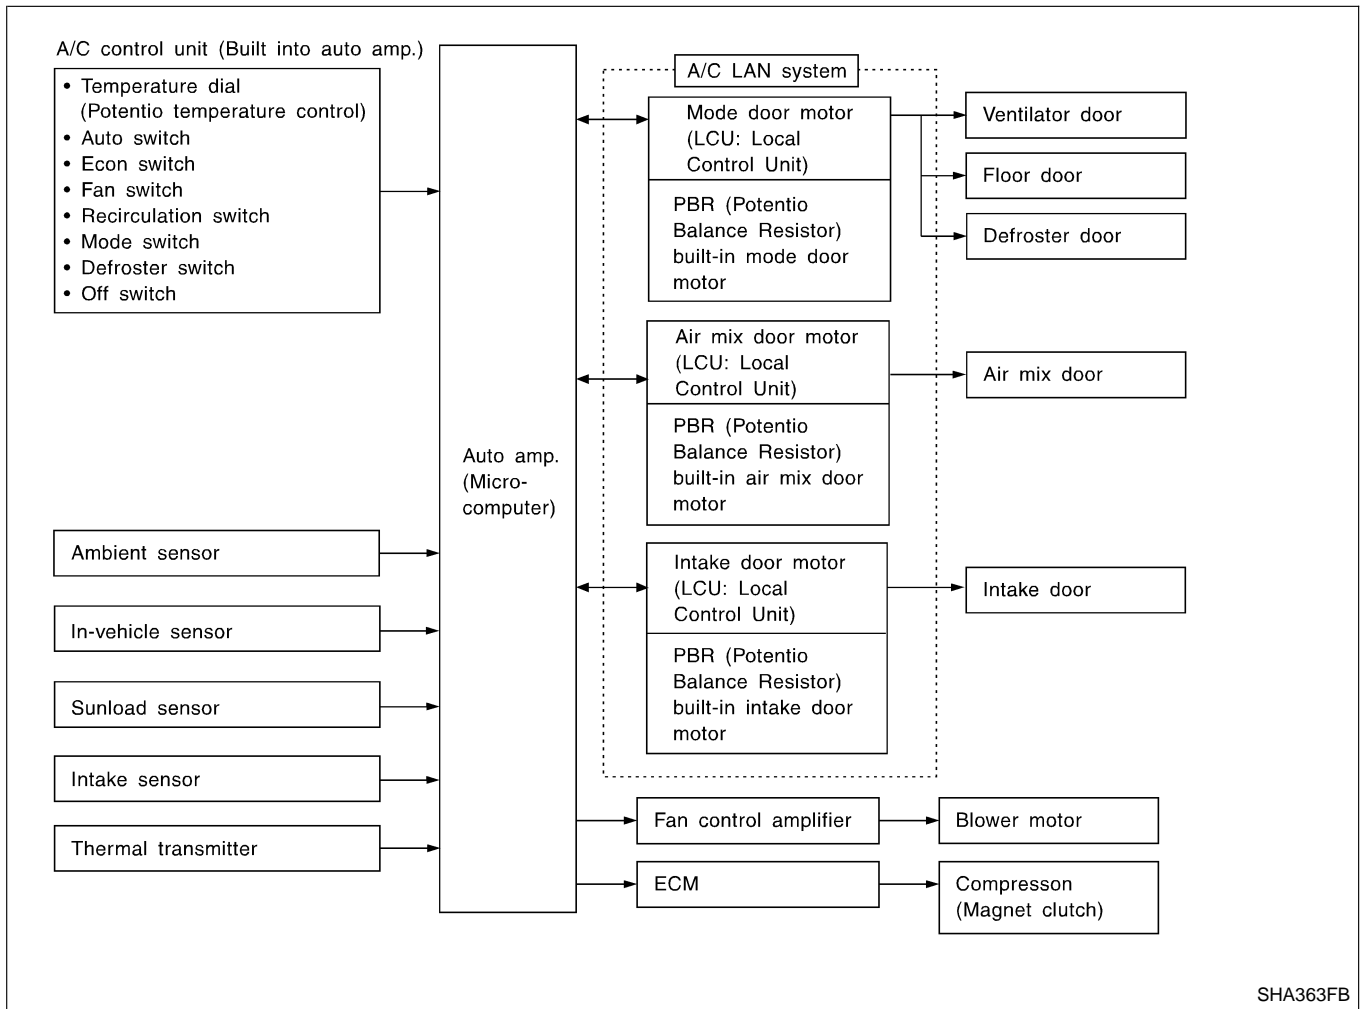 A/C control unit (Built into auto amp.)
• Temperature dial
(Potentio temperature control)
• Auto switch
• Econ switch
• Fan switch
• Recirculation switch
• Mode switch
• Defroster switch
• Off switch
Ambient sensor
In-vehicle sensor
Sunload sensor
Intake sensor
Thermal transmitter
Auto amp.
(Micro-
computer)
A/C LAN system
Mode door motor
(LCU: Local
Control Unit)
PBR (Potentio
Balance Resistor)
built-in mode door
motor
Air mix door motor
(LCU: Local
Control Unit)
PBR (Potentio
Balance Resistor)
built-in air mix door
motor
Intake door motor
(LCU: Local
Control Unit)
PBR (Potentio
Balance Resistor)
built-in intake door
motor
Fan control amplifier
ECM
Ventilator door
Floor door
Defroster door
Air mix door
Intake door
Blower motor
Compresson
(Magnet clutch)
SHA363FB